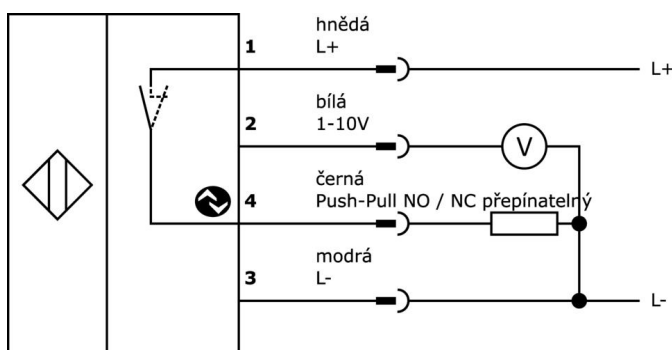 hnědá
1 L+
L+
bílá
2 1-10V
V
černá
4 Push-Pull NO / NC přepínatelný
modrá
3 L-
L-